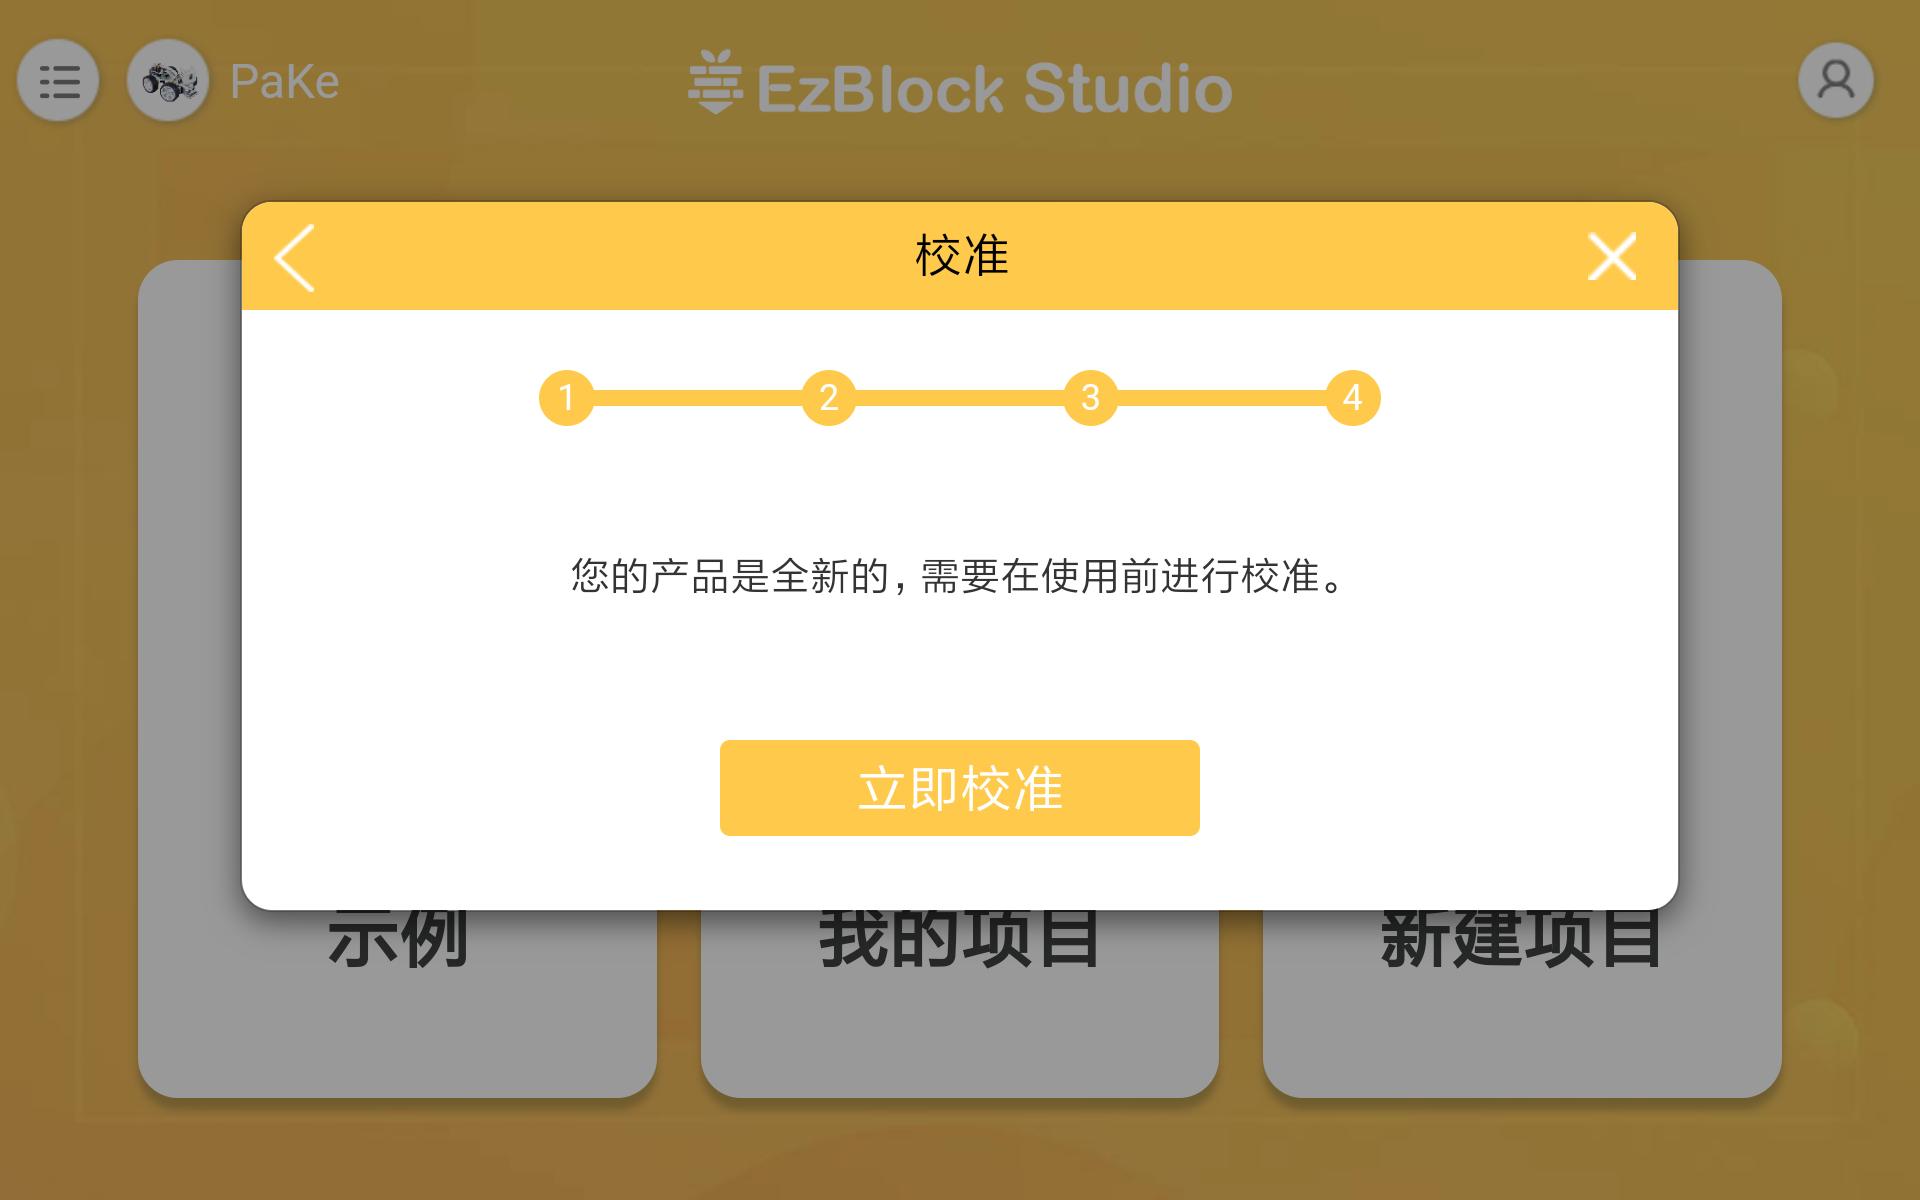 PaKe
EzBlock Studio
校准
1
2
3
4
您的产品是全新的，需要在使用前进行校准。
立即校准
示例
我的项目
新建项目